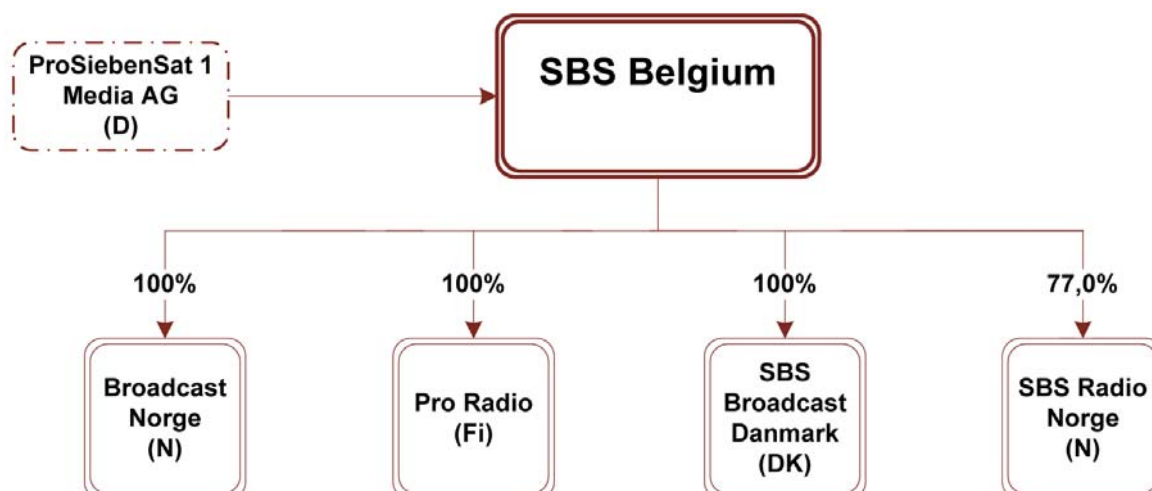 ProSiebenSat 1
Media AG
(D)
SBS Belgium
100%
100%
100%
77,0%
Broadcast
Norge
(N)
Pro Radio
(Fi)
SBS
Broadcast
Danmark
(DK)
SBS Radio
Norge
(N)